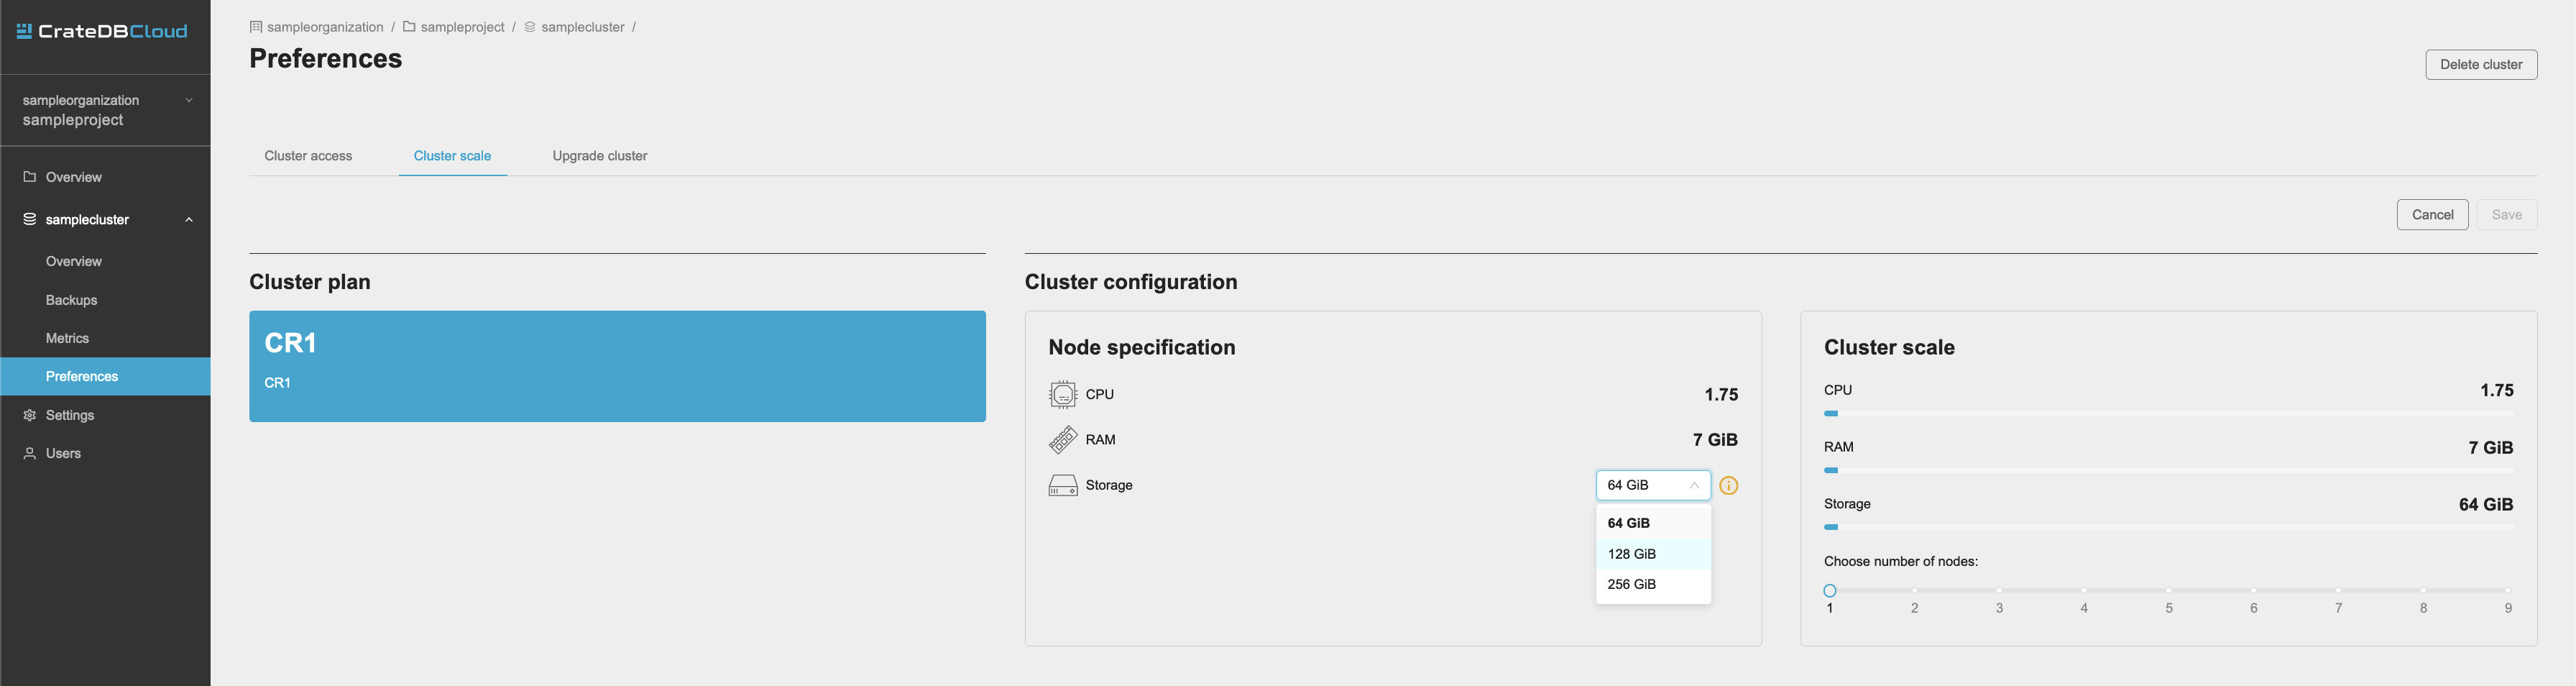 CrateDBCloud
sampleorganization
sampleproject
Overview
samplecluster
Overview
Backups
Metrics
Preferences
Settings
Users
sampleorganization / sampleproject / samplecluster /
Preferences
Delete cluster
Cluster access Cluster scale Upgrade cluster
Cancel Save
Cluster plan
CR1
CR1
Cluster configuration
Node specification
CPU 1.75
RAM 7 GiB
Storage 64 GiB
64 GiB
128 GiB
256 GiB
Cluster scale
CPU 1.75
RAM 7 GiB
Storage 64 GiB
Choose number of nodes:
1 2 3 4 5 6 7 8 9